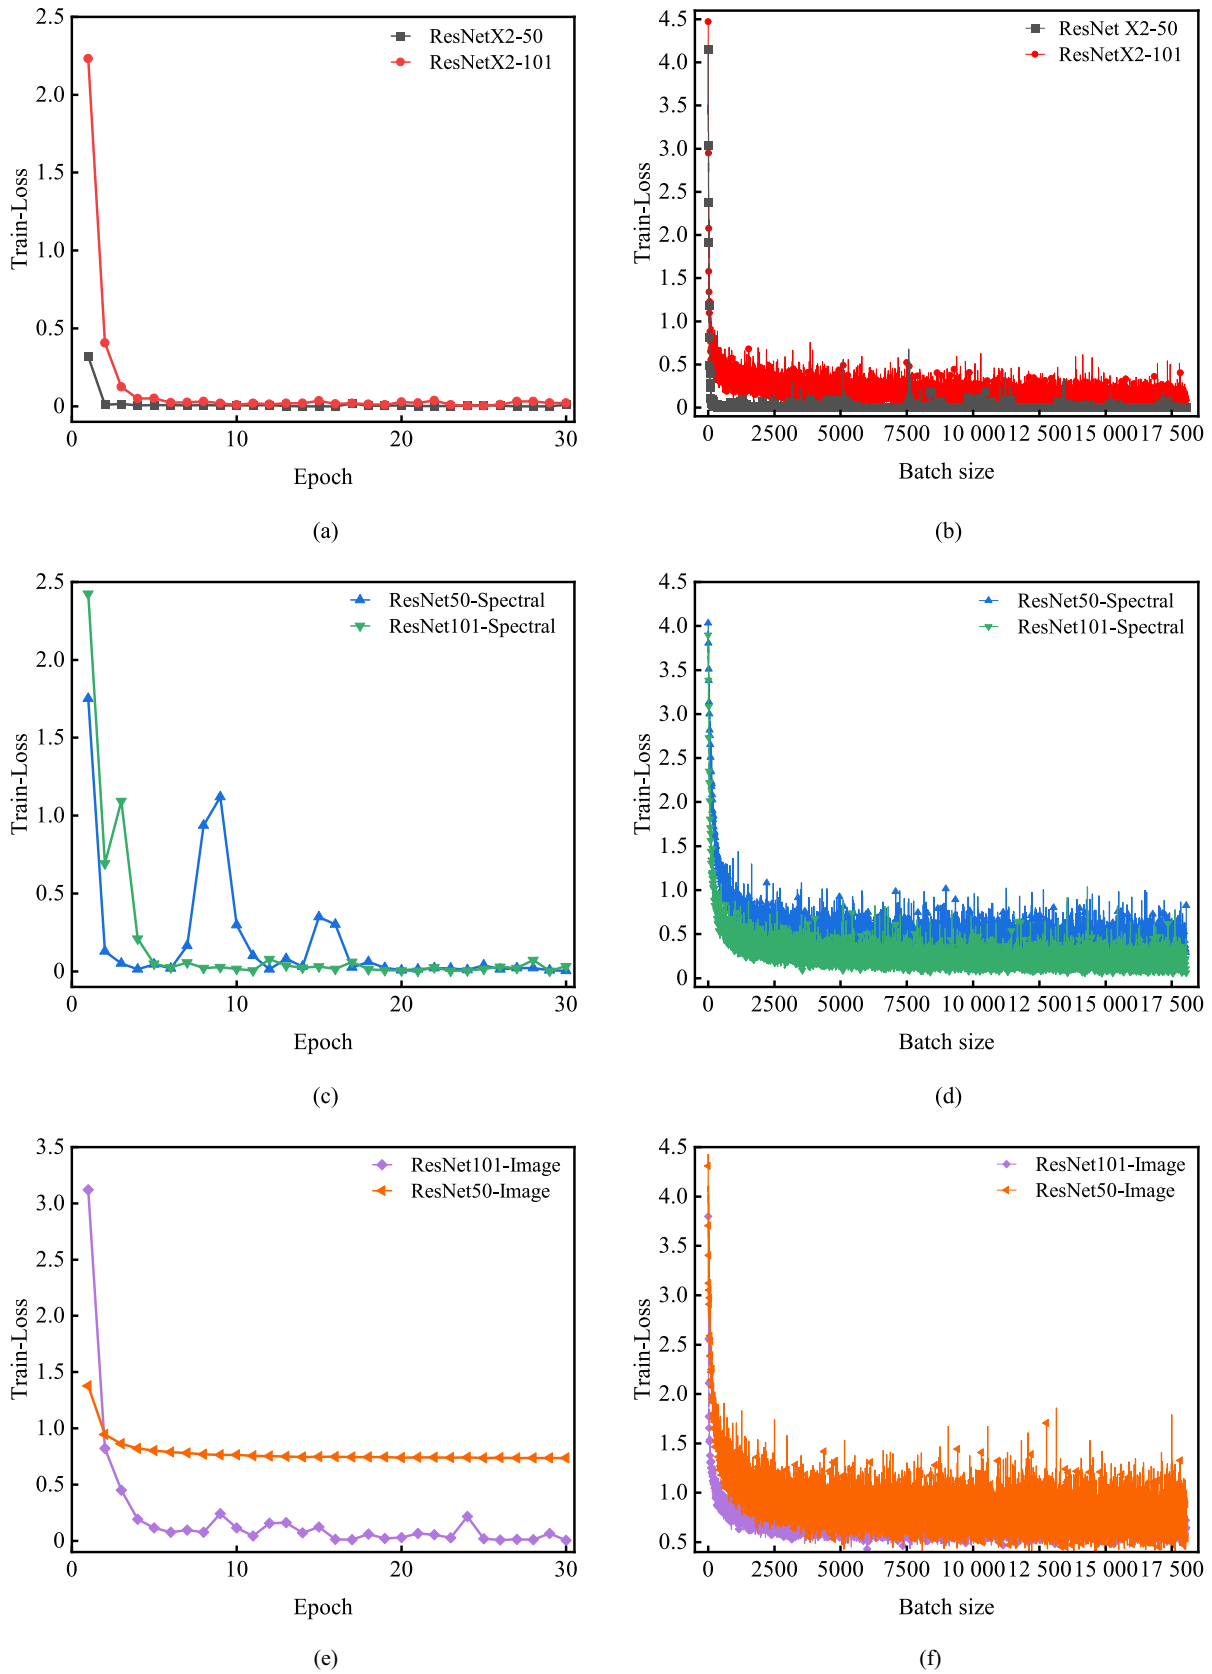 2.5
2.0
1.5
1.0
0.5
0
0
10
20
30
Train-Loss
Epoch
ResNetX2-50
ResNetX2-101
(a)
4.5
4.0
3.5
3.0
2.5
2.0
1.5
1.0
0.5
0
0
2500
5000
7500
10 000
12 500
15 000
17 500
Train-Loss
Batch size
ResNet X2-50
ResNetX2-101
(b)
2.5
2.0
1.5
1.0
0.5
0
0
10
20
30
Train-Loss
Epoch
ResNet50-Spectral
ResNet101-Spectral
(c)
4.5
4.0
3.5
3.0
2.5
2.0
1.5
1.0
0.5
0
0
2500
5000
7500
10 000
12 500
15 000
17 500
Train-Loss
Batch size
ResNet50-Spectral
ResNet101-Spectral
(d)
3.5
3.0
2.5
2.0
1.5
1.0
0.5
0
0
10
20
30
Train-Loss
Epoch
ResNet101-Image
ResNet50-Image
(e)
4.5
4.0
3.5
3.0
2.5
2.0
1.5
1.0
0.5
0
2500
5000
7500
10 000
12 500
15 000
17 500
Train-Loss
Batch size
ResNet101-Image
ResNet50-Image
(f)